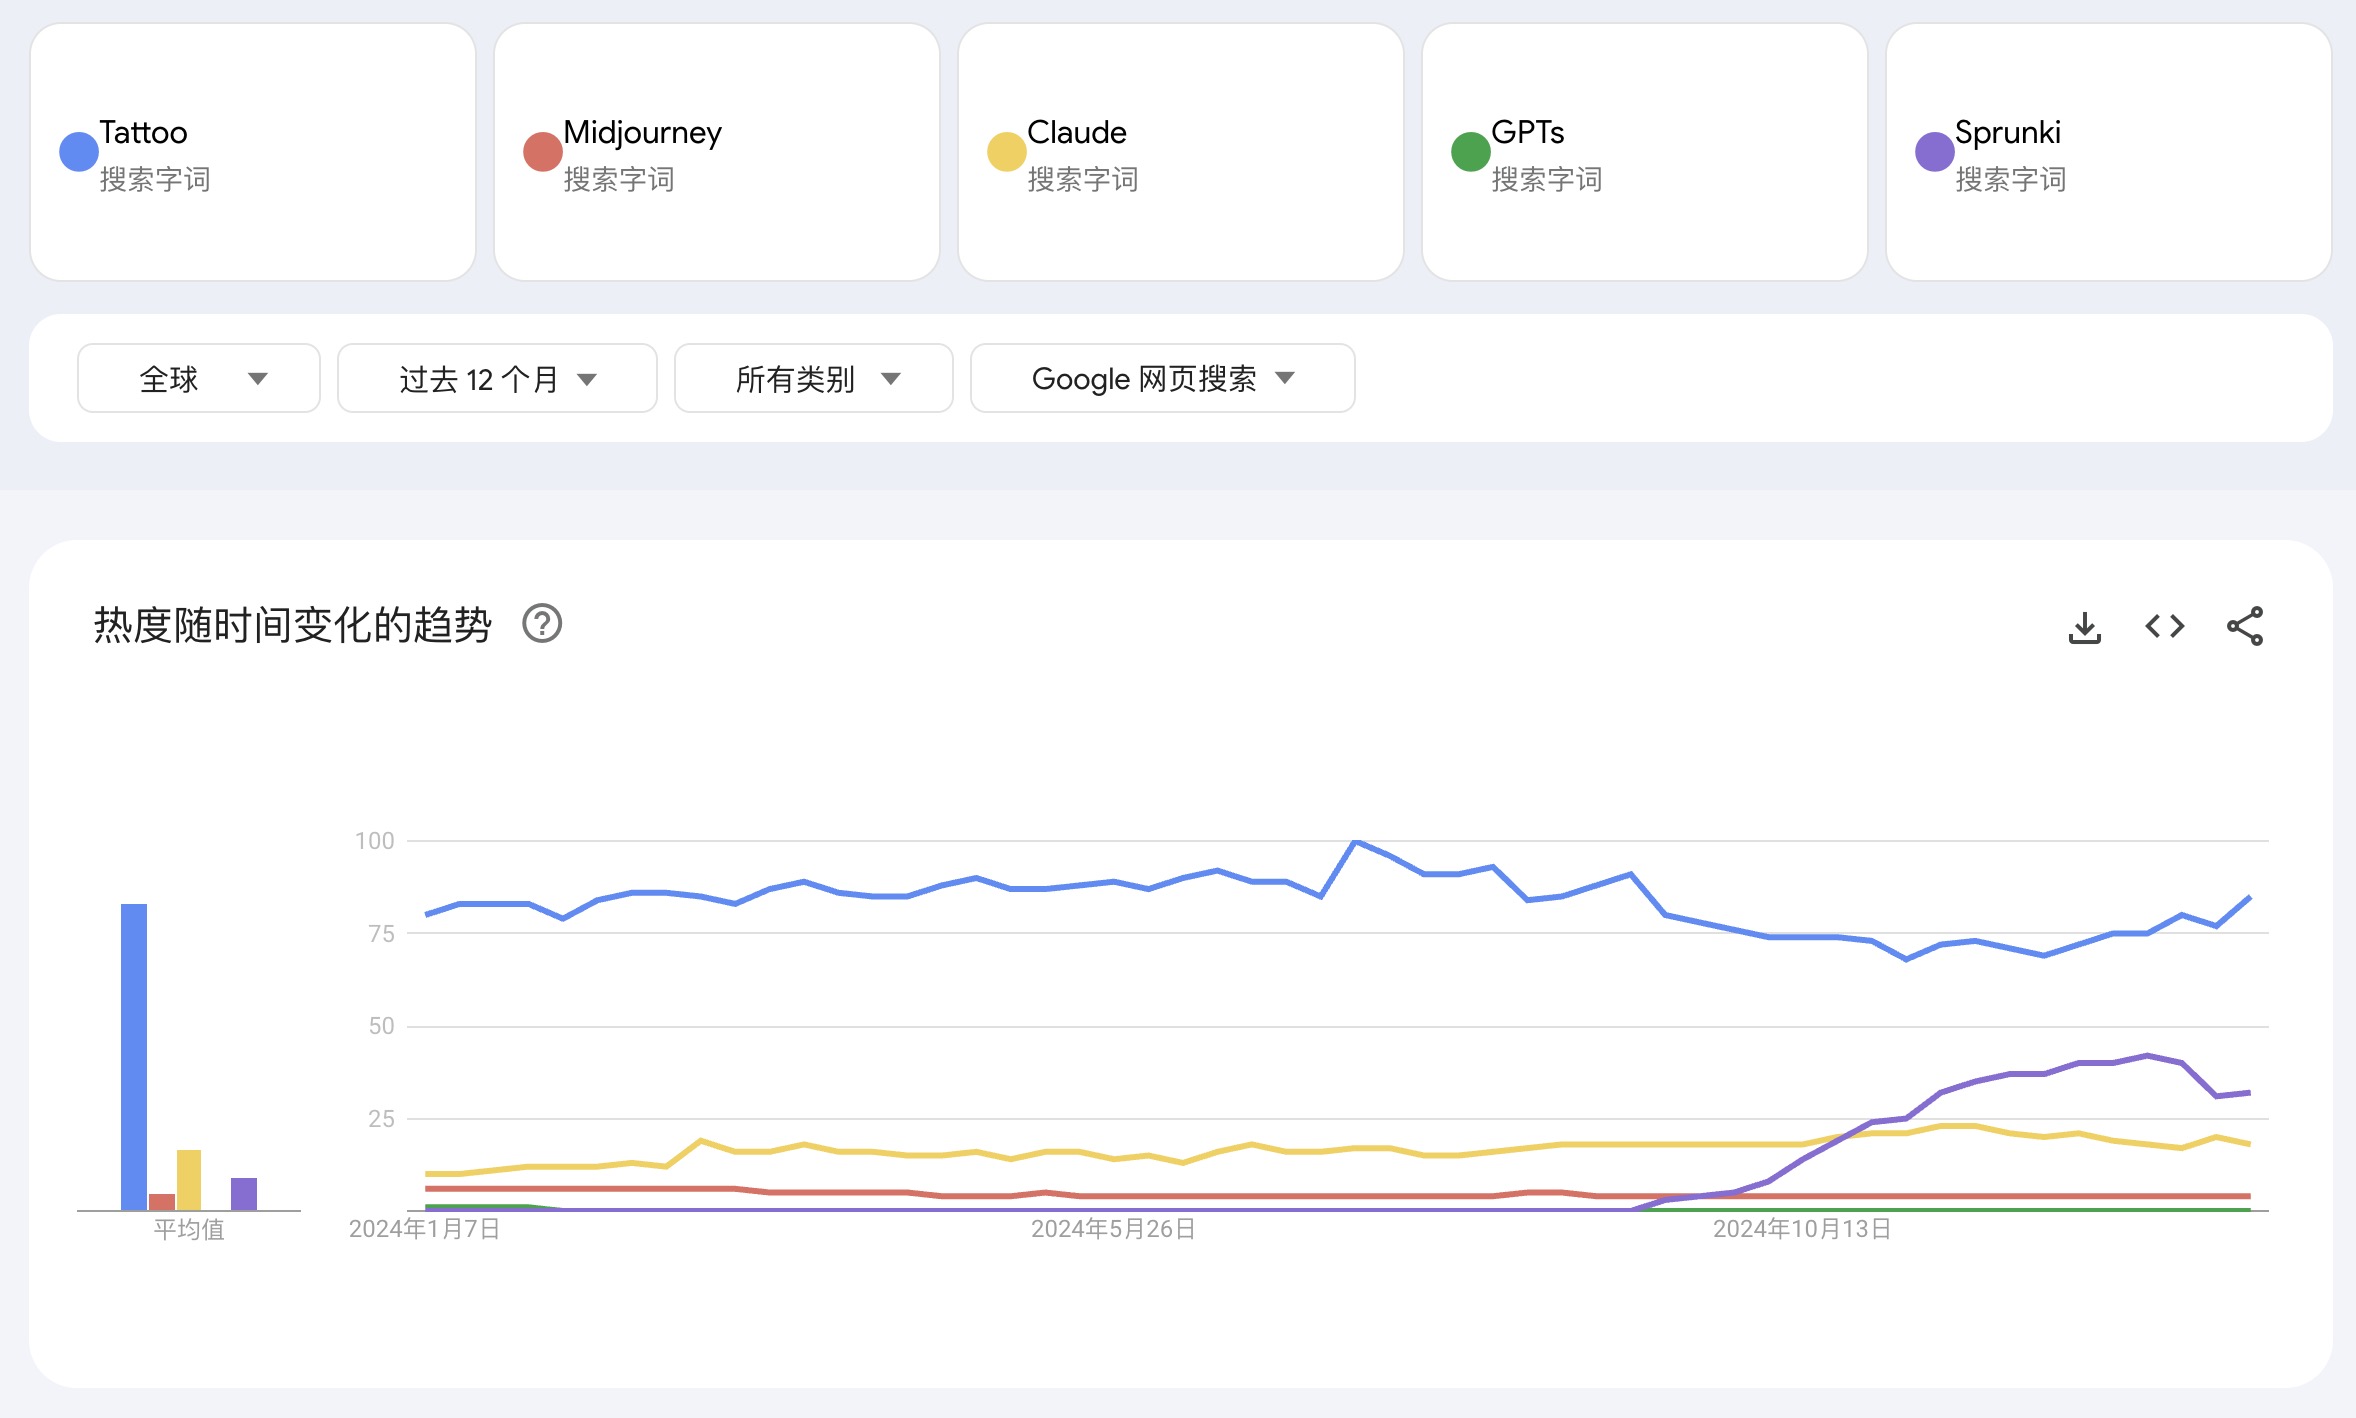 Tattoo
搜索字词
Midjourney
搜索字词
Claude
搜索字词
GPTs
搜索字词
Sprunki
搜索字词
全球
过去 12 个月
所有类别
Google 网页搜索
热度随时间变化的趋势
100
75
50
25
平均值
2024年1月7日
2024年5月26日
2024年10月13日